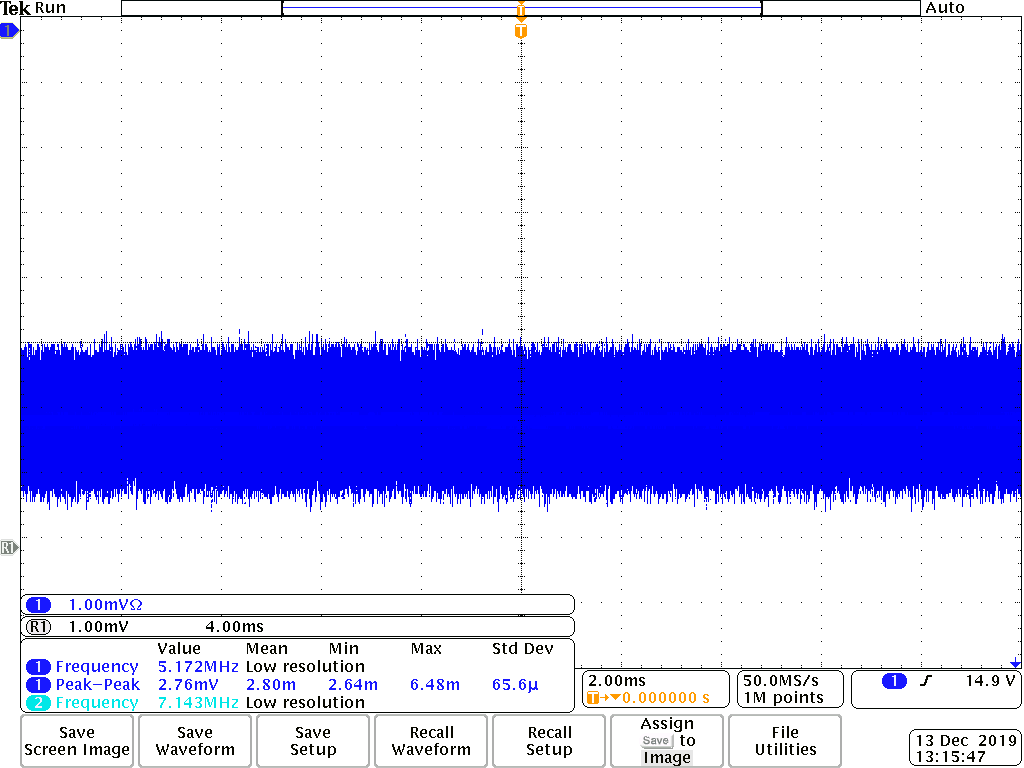 Tek Run Auto
T
1 T
R1
1 1.00mVΩ
R1 1.00mV 4.00ms
Value Mean Min Max Std Dev
1 Frequency 5.172MHz Low resolution
1 Peak-Peak 2.76mV 2.80m 2.64m 6.48m 65.6µ
2 Frequency 7.143MHz Low resolution
2.00ms
T→▼0.000000 s
50.0MS/s
1M points
1 14.9 V
Save
Screen Image
Save
Waveform
Save
Setup
Recall
Waveform
Recall
Setup
Assign
Save to
Image
File
Utilities
13 Dec 2019
13:15:47